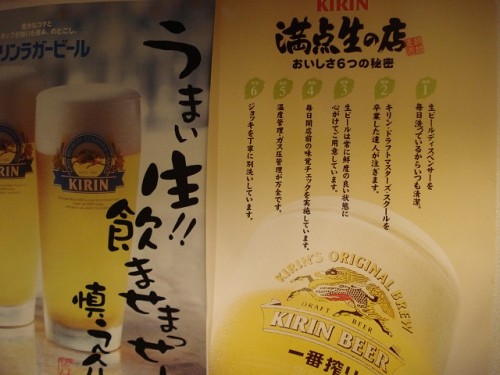 キリンラガービール
KIRIN
KIRIN
うまい生!!
飲ませまっせ!
KIRIN
満点生の店
おいしさ6つの秘密
1
生ビールディスペンサーを
毎日洗っているからいつも清潔。
2
キリン・ドラフトマスターズ・スクールを
卒業した達人が注ぎます。
3
生ビールは常に鮮度の良い状態に
心がけてご用意しています。
4
毎日開店前の味覚チェックを実施しています。
5
温度管理・ガス圧管理が万全です。
6
ジョッキを丁寧に別洗いしています。
KIRIN'S ORIGINAL BREW
DRAFT BEER
KIRIN BEER
一番搾り